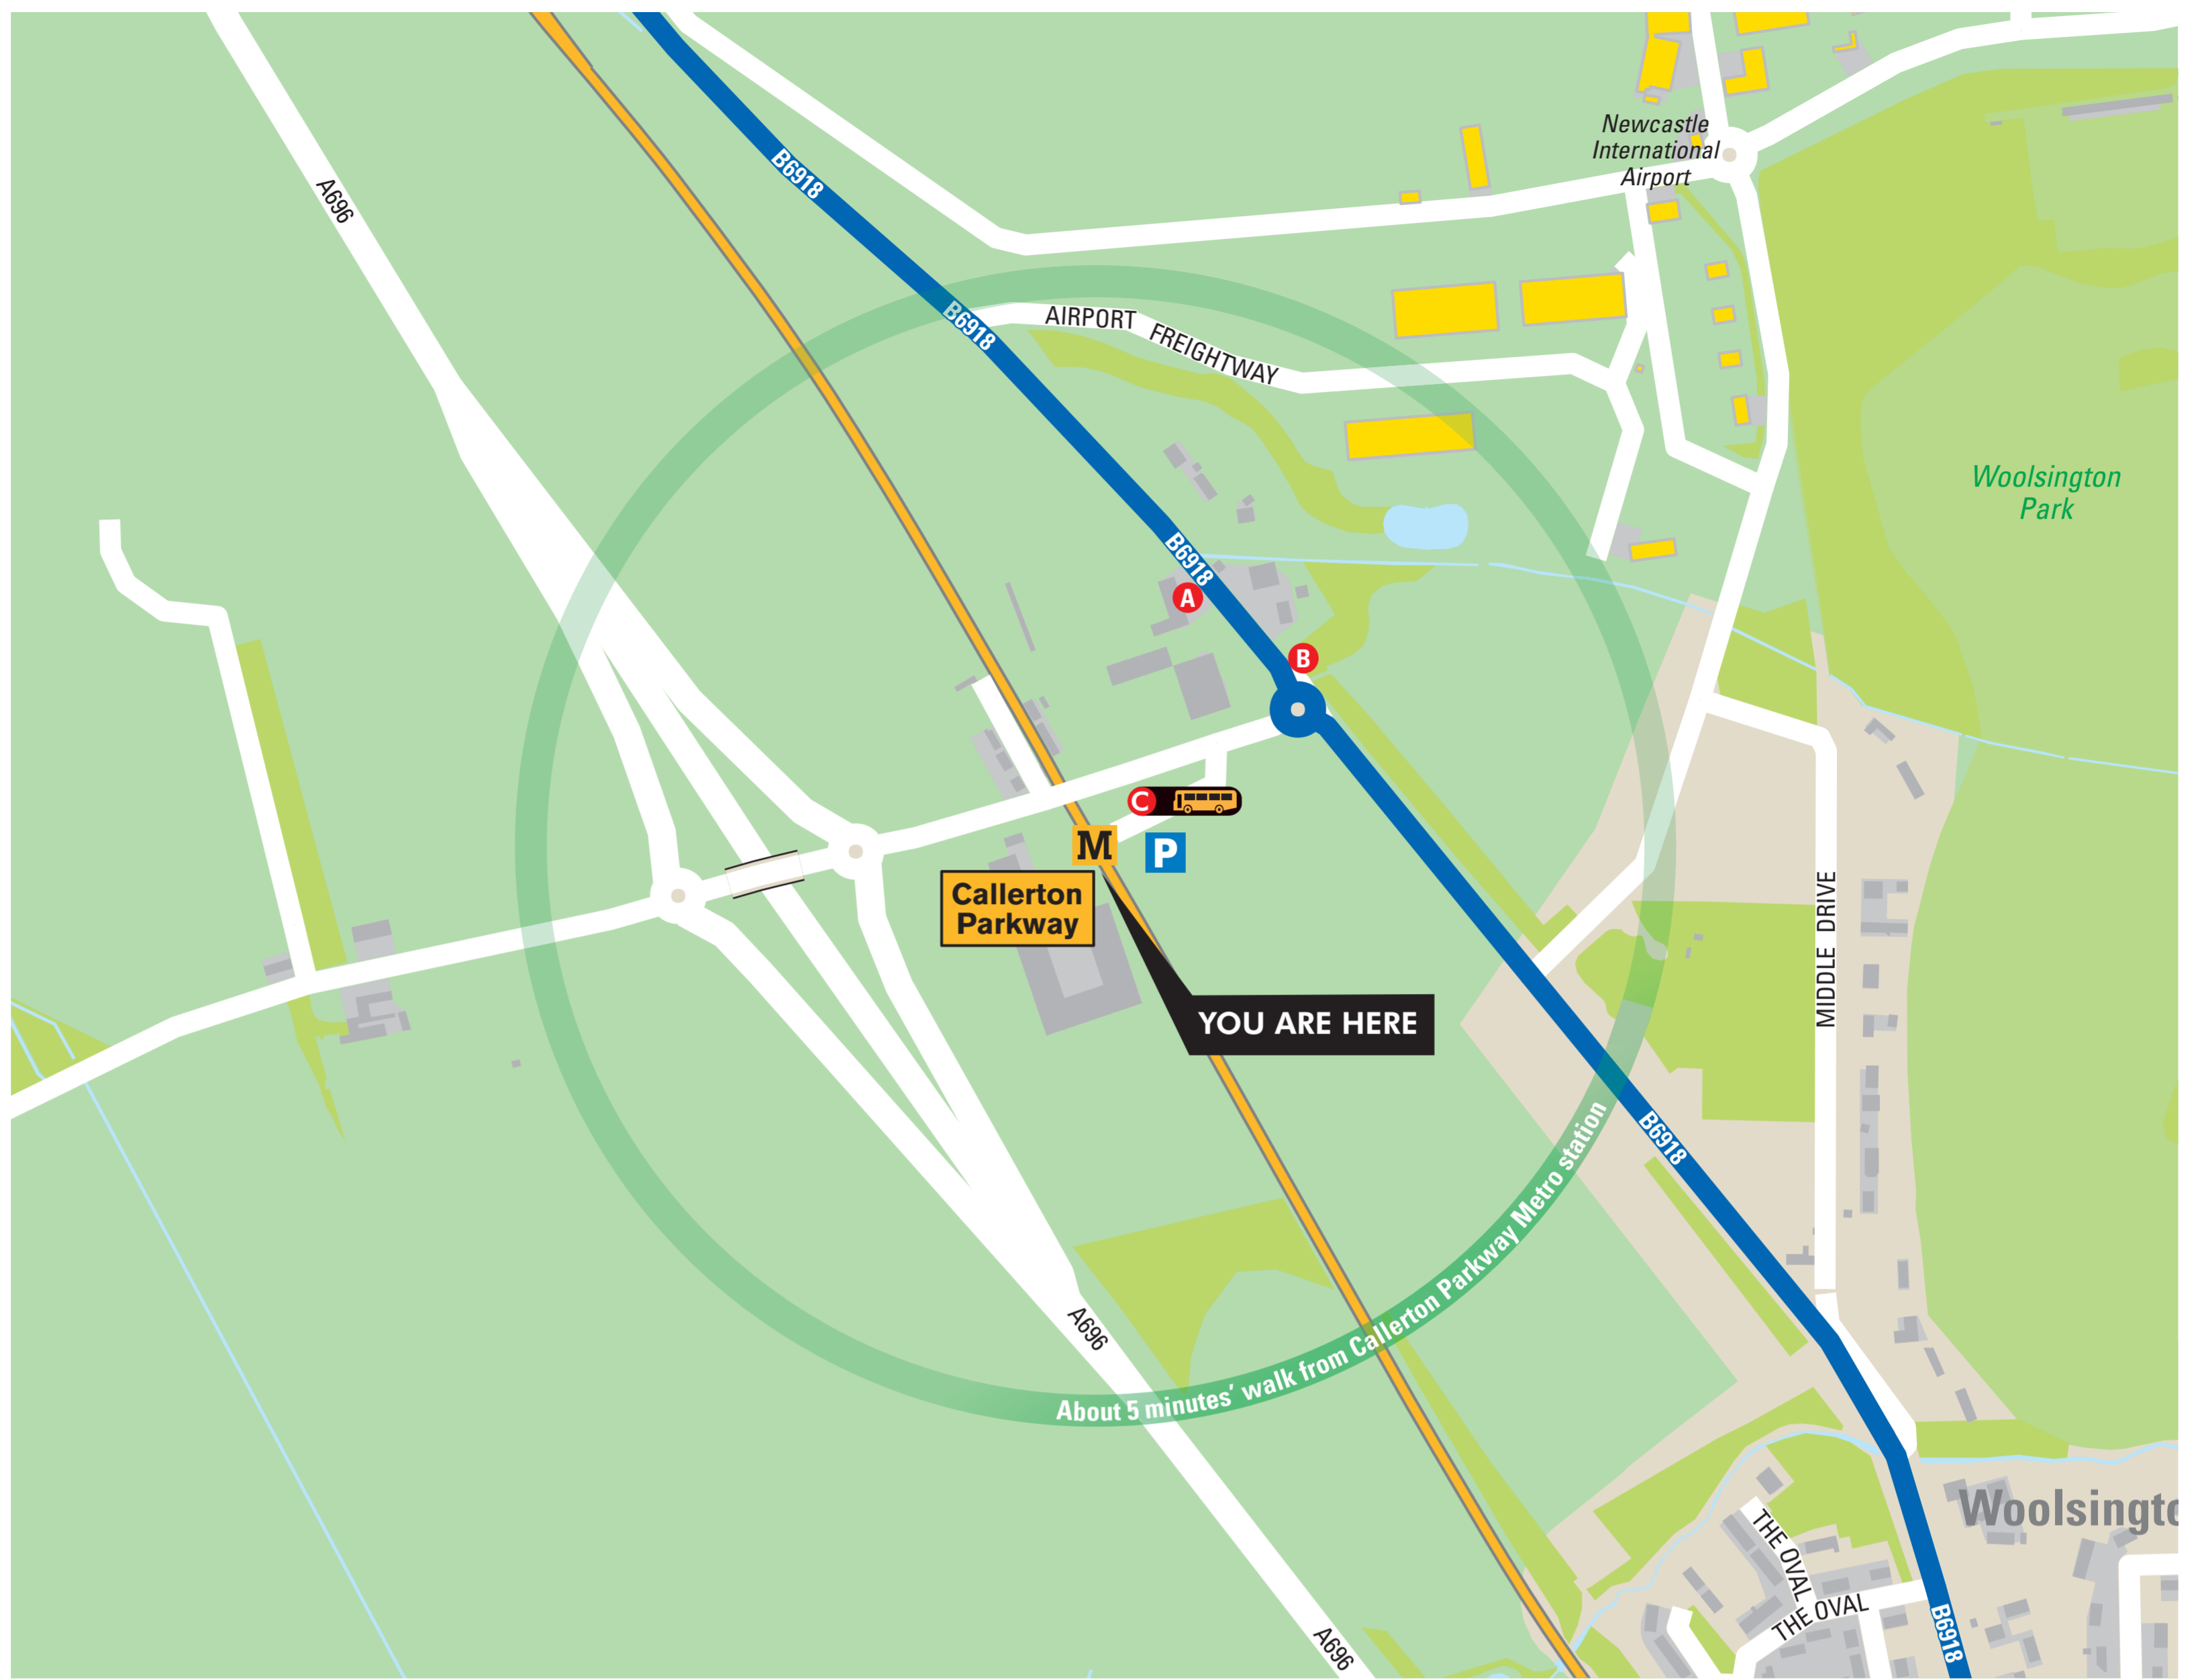 Newcastle
International
Airport
B6918
A696
B6918
AIRPORT FREIGHTWAY
Woolsington
Park
B6918
A
B
C
M
P
Callerton
Parkway
YOU ARE HERE
MIDDLE DRIVE
B6918
About 5 minutes' walk from Callerton Parkway Metro station
A696
Woolsingto
THE OVAL
THE OVAL
A696
B6918